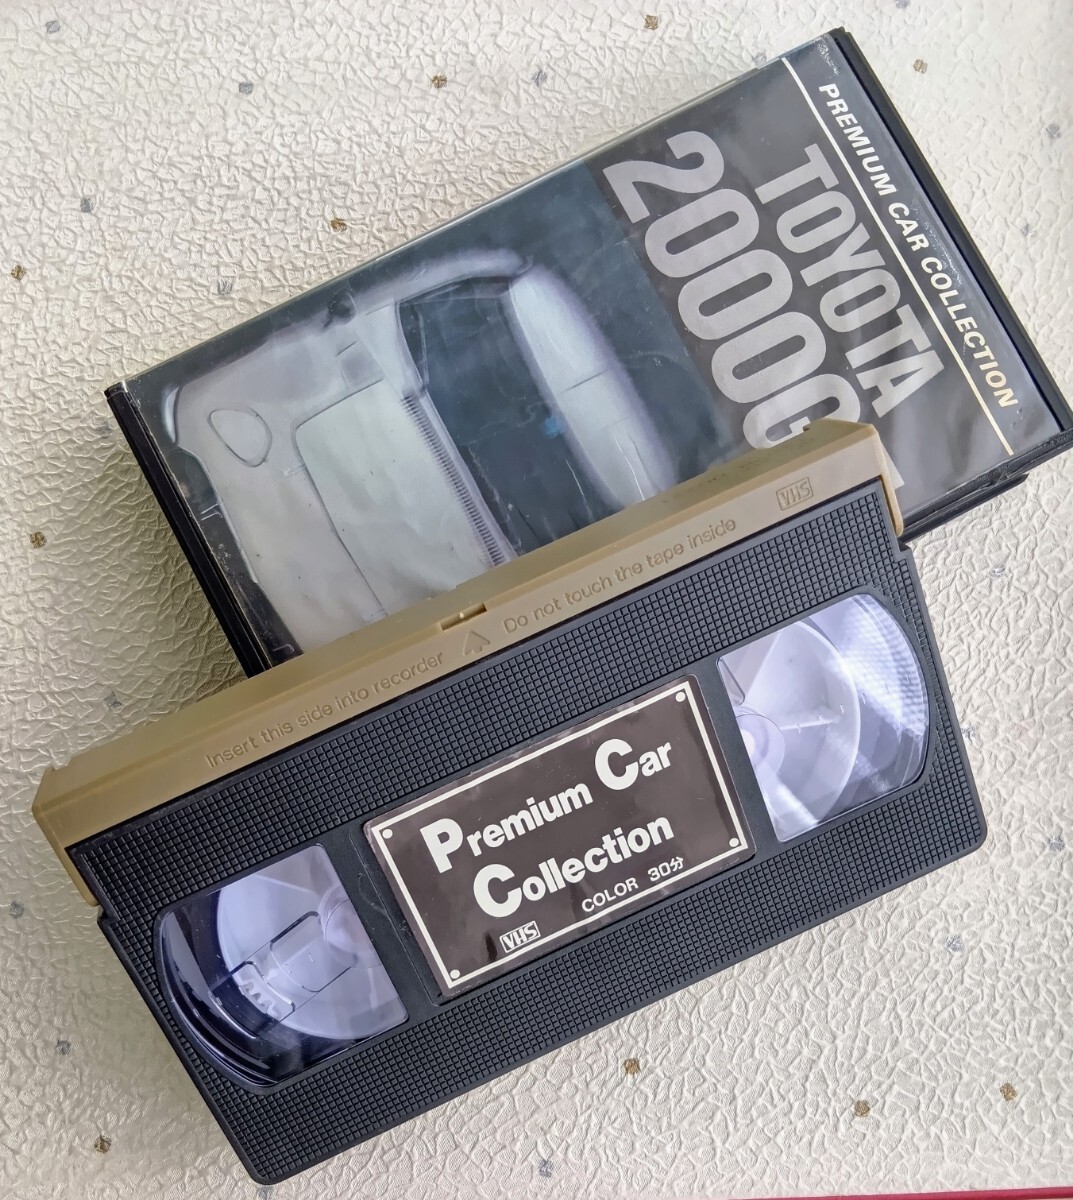 PREMIUM CAR COLLECTION
TOYOTA
2000G
VHS
Insert this side into recorder Do not touch the tape inside
Premium Car
Collection
VHS COLOR 30分